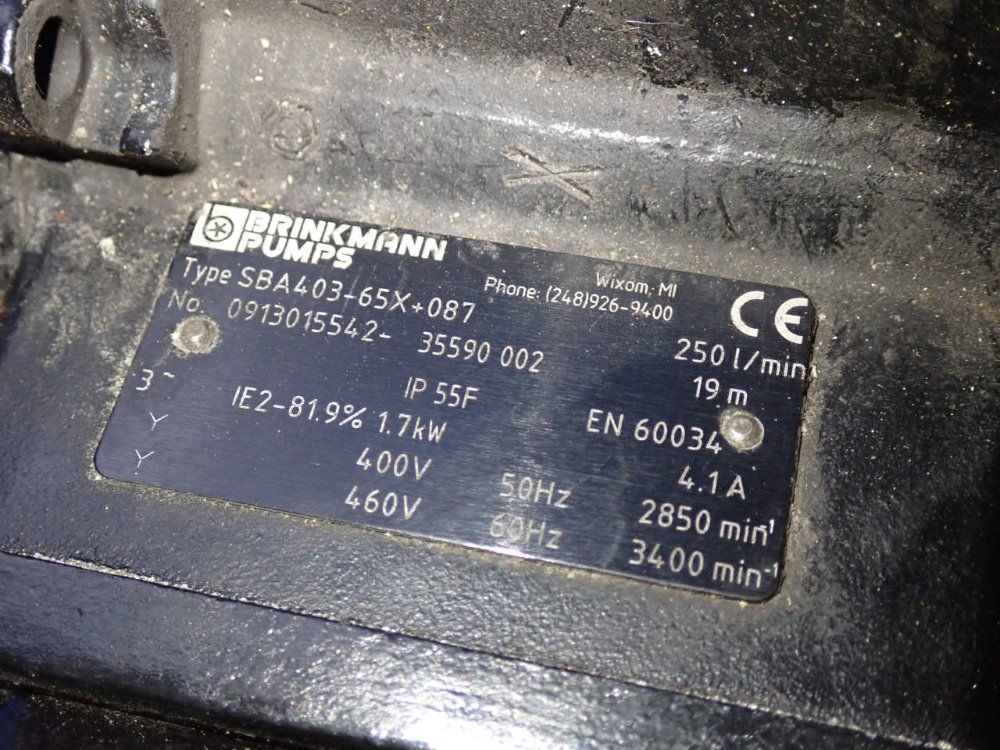 BRINKMANN
PUMPS
Wixom, MI
Phone: (248)926-9400
CE
Type SBA403-65X+087
250 l/min
No. 0913015542- 35590 002
19 m
IP 55F
EN 60034
3~ IE2-81.9% 1.7kW
4.1 A
Y 400V 50Hz 2850 min-1
Y 460V 60Hz 3400 min-1